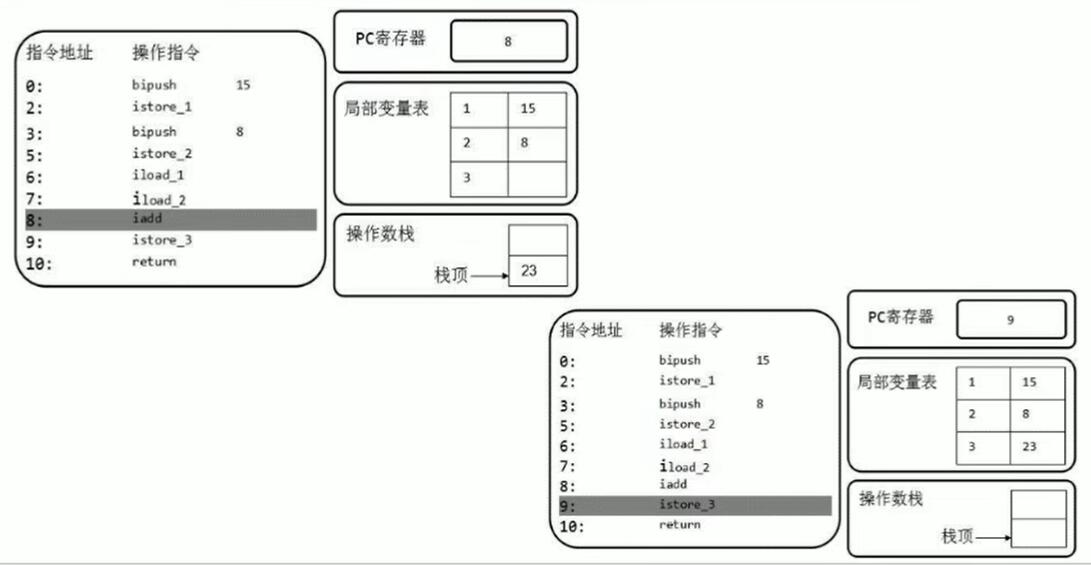 指令地址 操作指令
0: bipush 15
2: istore_1
3: bipush 8
5: istore_2
6: iload_1
7: iload_2
8: iadd
9: istore_3
10: return
PC寄存器 8
局部变量表
1 15
2 8
3
操作数栈
栈顶 23
指令地址 操作指令
0: bipush 15
2: istore_1
3: bipush 8
5: istore_2
6: iload_1
7: iload_2
8: iadd
9: istore_3
10: return
PC寄存器 9
局部变量表
1 15
2 8
3 23
操作数栈
栈顶